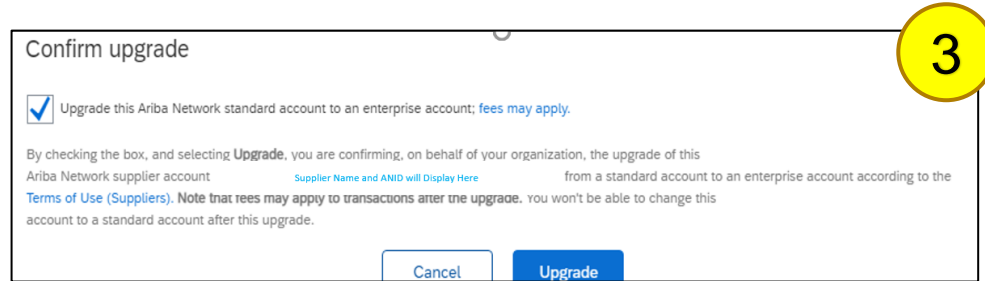 3
Confirm upgrade
Upgrade this Ariba Network standard account to an enterprise account; fees may apply.
By checking the box, and selecting Upgrade, you are confirming, on behalf of your organization, the upgrade of this
Ariba Network supplier account Supplier Name and ANID will Display Here from a standard account to an enterprise account according to the
Terms of Use (Suppliers). Note that fees may apply to transactions after the upgrade. You won't be able to change this
account to a standard account after this upgrade.
Cancel Upgrade